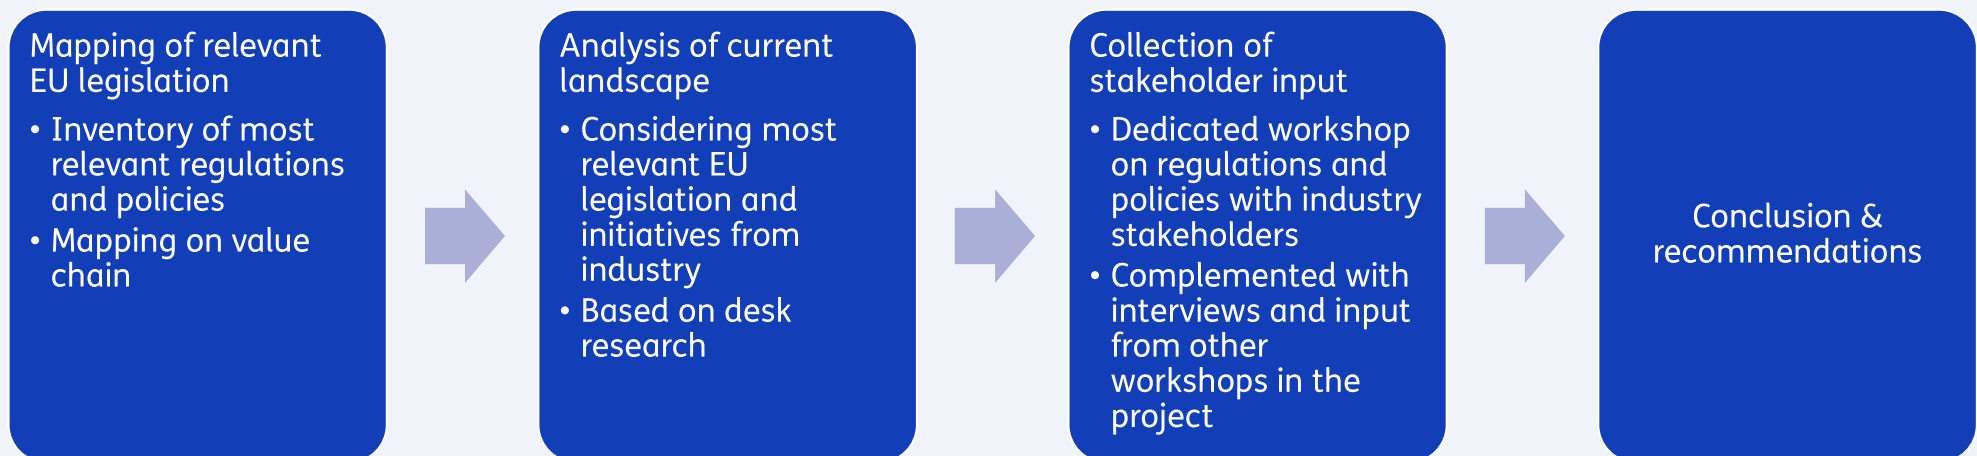 Mapping of relevant
EU legislation
• Inventory of most
relevant regulations
and policies
• Mapping on value
chain
Analysis of current
landscape
• Considering most
relevant EU
legislation and
initiatives from
industry
• Based on desk
research
Collection of
stakeholder input
• Dedicated workshop
on regulations and
policies with industry
stakeholders
• Complemented with
interviews and input
from other
workshops in the
project
Conclusion &
recommendations